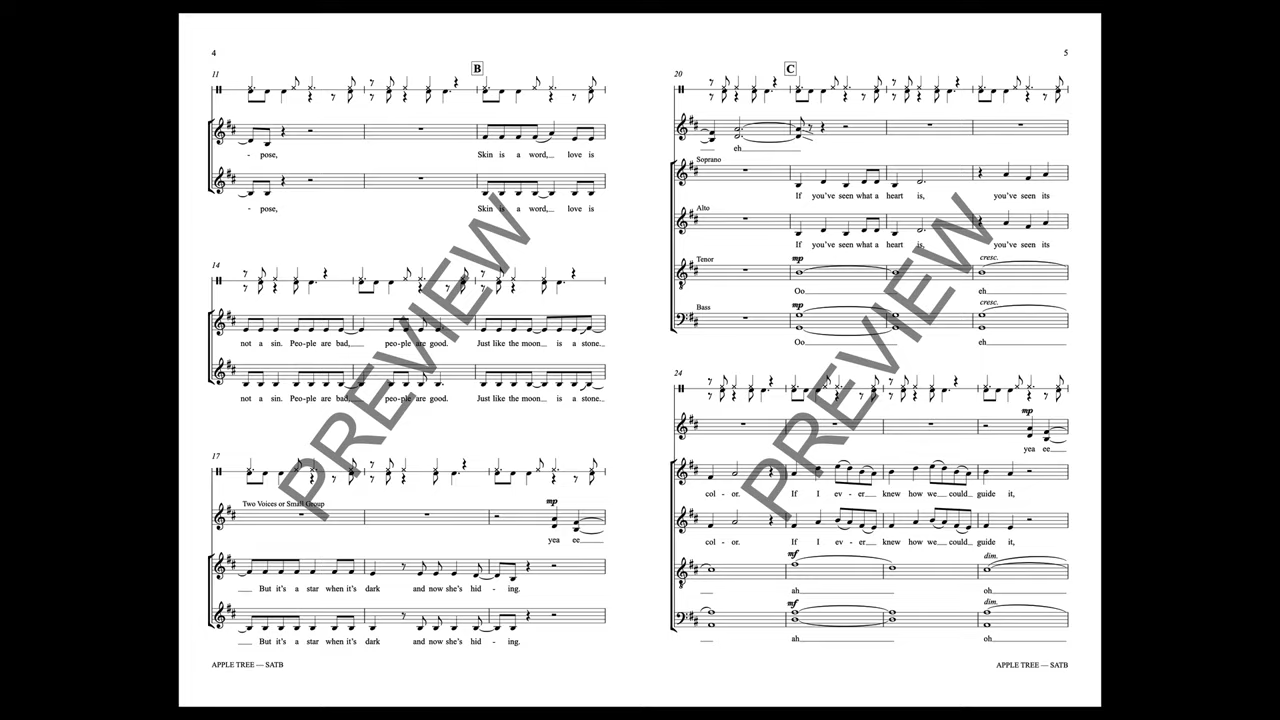 4
11
B
- pose, Skin is a word, love is
- pose, Skin is a word, love is
14
not a sin. Peo-ple are bad, peo-ple are good. Just like the moon is a stone.
not a sin. Peo-ple are bad, peo-ple are good. Just like the moon is a stone.
17
Two Voices or Small Group
mp
yea ee
But it's a star when it's dark and now she's hid - ing.
But it's a star when it's dark and now she's hid - ing.
APPLE TREE — SATB
PREVIEW
5
20
C
eh
Soprano
If you've seen what a heart is, you've seen its
Alto
If you've seen what a heart is, you've seen its
Tenor
mp
cresc.
Oo eh
Bass
mp
cresc.
Oo eh
24
mp
yea ee
col - or. If I ev - er knew how we could guide it,
col - or. If I ev - er knew how we could guide it,
mf
dim.
ah oh
mf
dim.
ah oh
APPLE TREE — SATB
PREVIEW